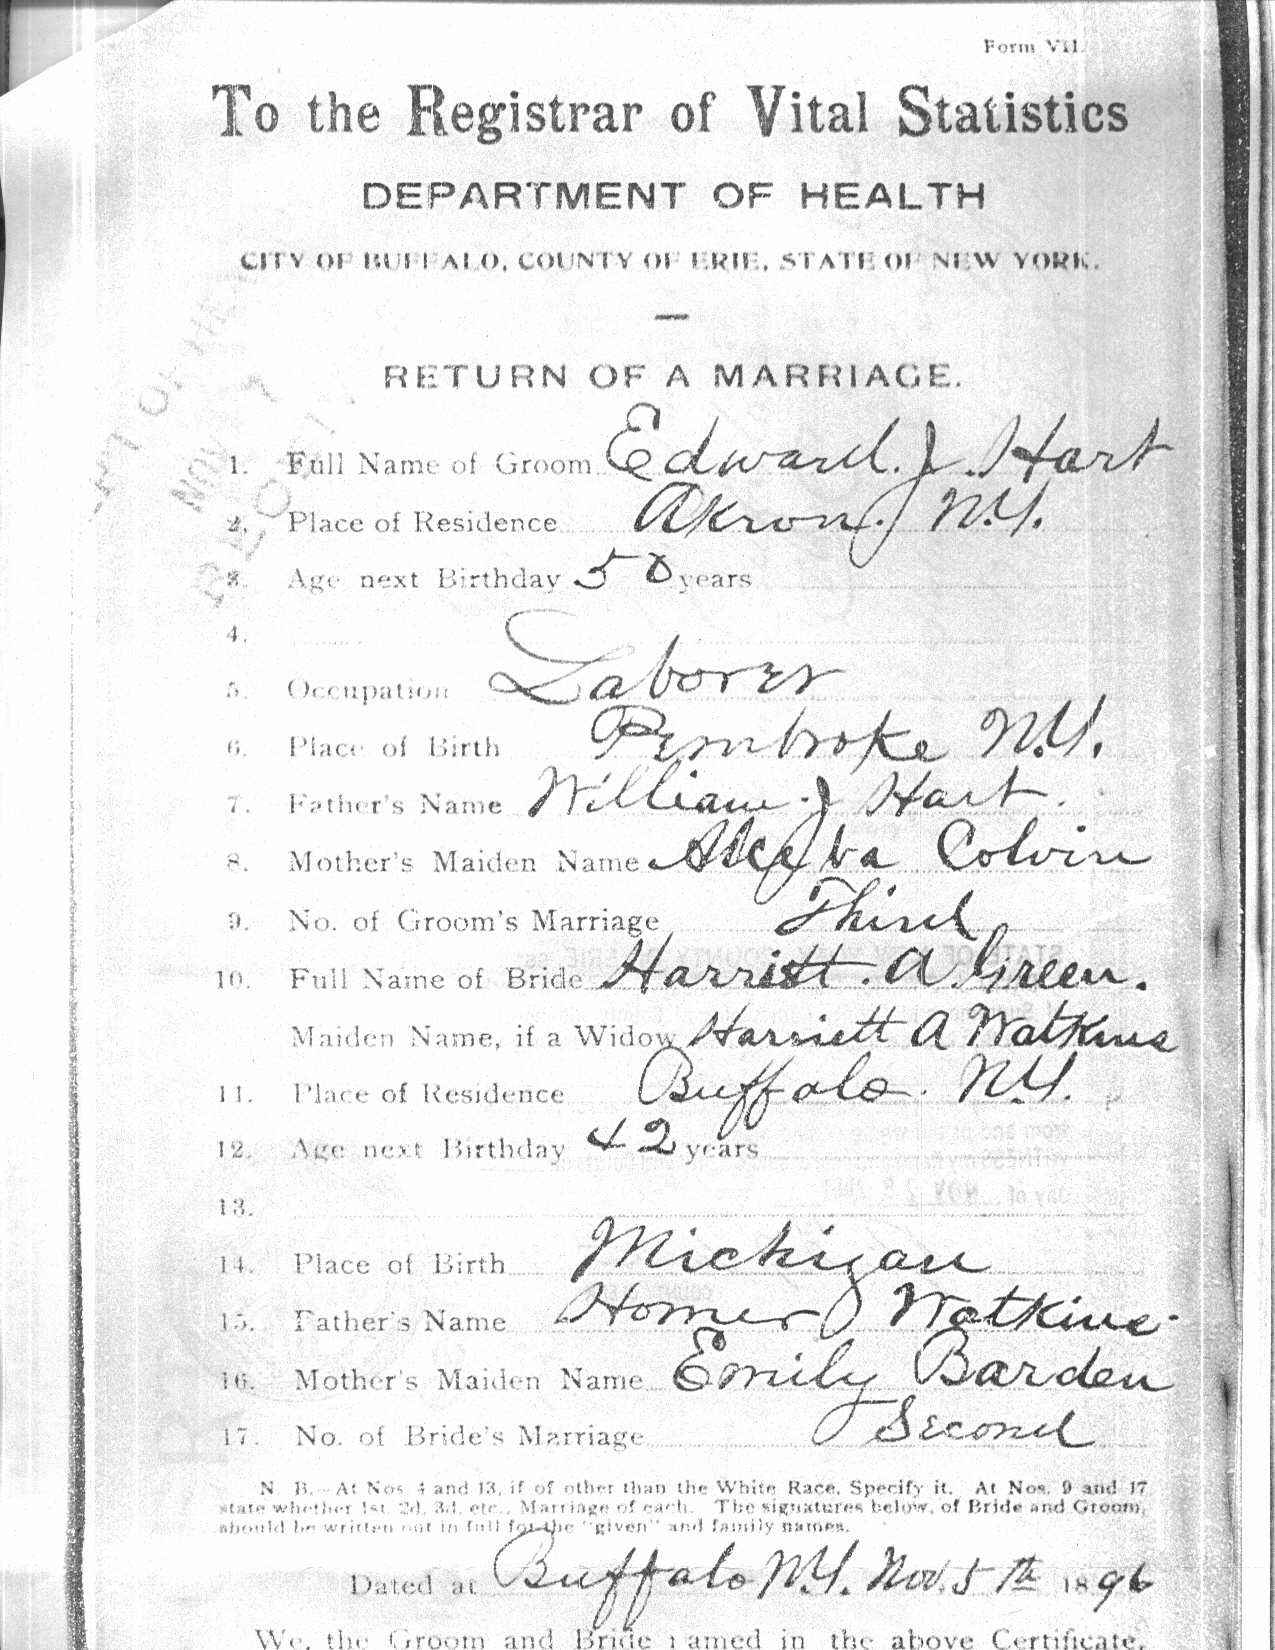 Form VII.
To the Registrar of Vital Statistics
DEPARTMENT OF HEALTH
CITY OF BUFFALO, COUNTY OF ERIE, STATE OF NEW YORK.
RETURN OF A MARRIAGE.
1. Full Name of Groom Edward. J. Hart
2. Place of Residence Akron. N.Y.
3. Age next Birthday 50 years
4.
5. Occupation Laborer
6. Place of Birth Pembroke N.Y.
7. Father's Name William. J Hart.
8. Mother's Maiden Name Colvin
9. No. of Groom's Marriage Third
10. Full Name of Bride Harriett. A. Green.
Maiden Name, if a Widow Harriett A Watkins
11. Place of Residence Buffalo. N.Y.
12. Age next Birthday 42 years
13.
14. Place of Birth Michigan
15. Father's Name Homer Watkins.
16. Mother's Maiden Name Emily Barden
17. No. of Bride's Marriage Second
N. B.—At Nos. 4 and 13, if of other than the White Race, Specify it. At Nos. 9 and 17
state whether 1st, 2d, 3d, etc., Marriage of each. The signatures below, of Bride and Groom,
should be written out in full for the "given" and family names.
Dated at Buffalo N.Y. Nov. 5th 1896
We, the Groom and Bride named in the above Certificate,